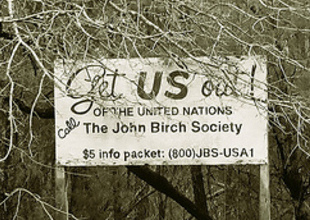 Get US out!
OF THE UNITED NATIONS
Call The John Birch Society
$5 info packet: (800)JBS-USA1